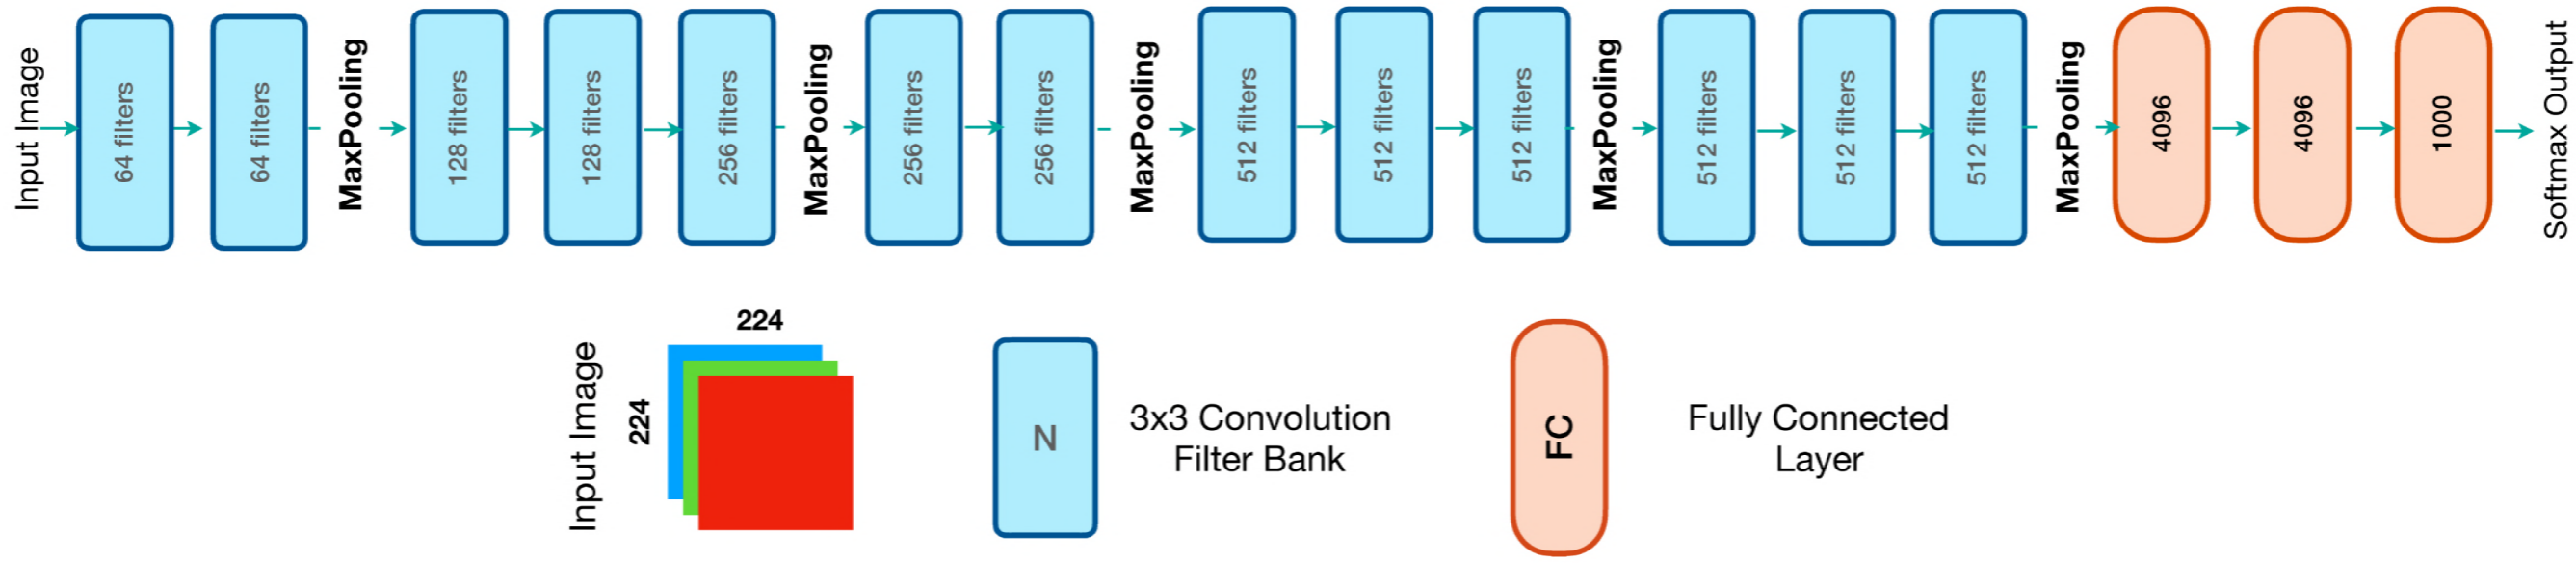 Input Image
64 filters
64 filters
MaxPooling
128 filters
128 filters
256 filters
MaxPooling
256 filters
256 filters
MaxPooling
512 filters
512 filters
512 filters
MaxPooling
512 filters
512 filters
512 filters
MaxPooling
4096
4096
1000
Softmax Output
Input Image
224
224
N
3x3 Convolution
Filter Bank
FC
Fully Connected
Layer